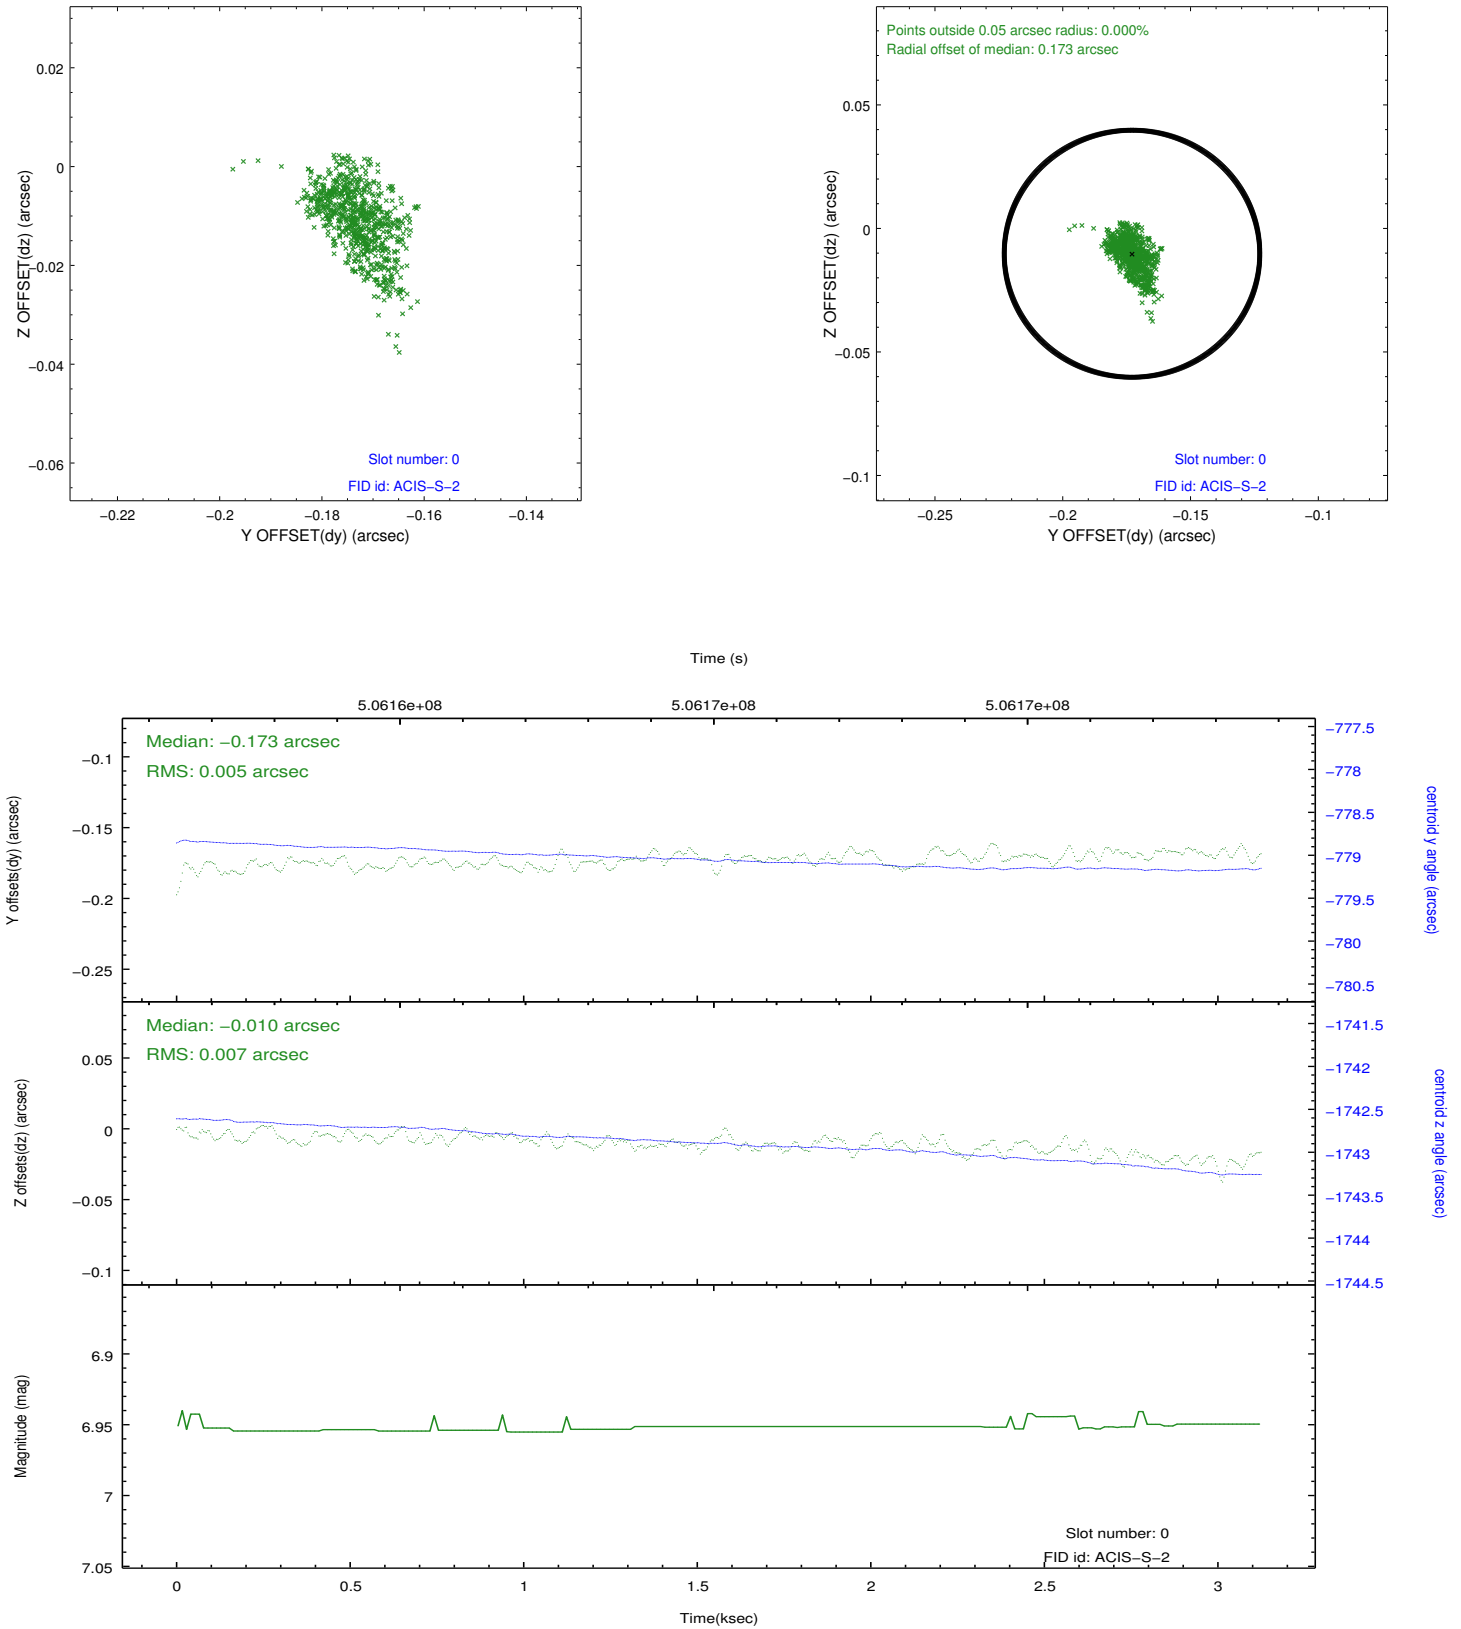 0.02
0
−0.02
−0.04
−0.06
Z OFFSET(dz) (arcsec)
Slot number: 0
FID id: ACIS−S−2
−0.22
−0.2
−0.18
−0.16
−0.14
Y OFFSET(dy) (arcsec)
Points outside 0.05 arcsec radius: 0.000%
Radial offset of median: 0.173 arcsec
0.05
0
−0.05
−0.1
Z OFFSET(dz) (arcsec)
Slot number: 0
FID id: ACIS−S−2
−0.25
−0.2
−0.15
−0.1
Y OFFSET(dy) (arcsec)
Time (s)
5.0616e+08
5.0617e+08
5.0617e+08
Median: −0.173 arcsec
RMS: 0.005 arcsec
−0.1
−0.15
−0.2
−0.25
Y offsets(dy) (arcsec)
−777.5
−778
−778.5
−779
−779.5
−780
−780.5
centroid y angle (arcsec)
Median: −0.010 arcsec
RMS: 0.007 arcsec
0.05
0
−0.05
−0.1
Z offsets(dz) (arcsec)
−1741.5
−1742
−1742.5
−1743
−1743.5
−1744
−1744.5
centroid z angle (arcsec)
6.9
6.95
7
7.05
Magnitude (mag)
Slot number: 0
FID id: ACIS−S−2
0
0.5
1
1.5
2
2.5
3
Time(ksec)